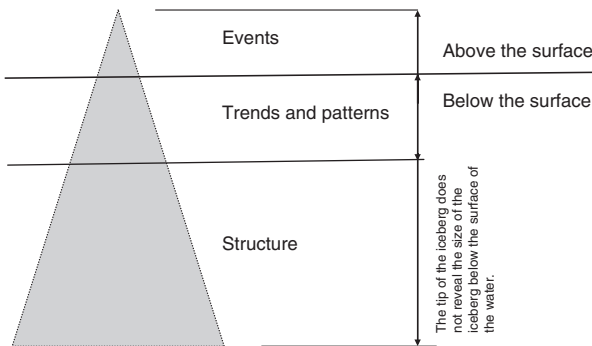 Events
Above the surface
Trends and patterns
Below the surface
Structure
The tip of the iceberg does
not reveal the size of the
iceberg below the surface of
the water.